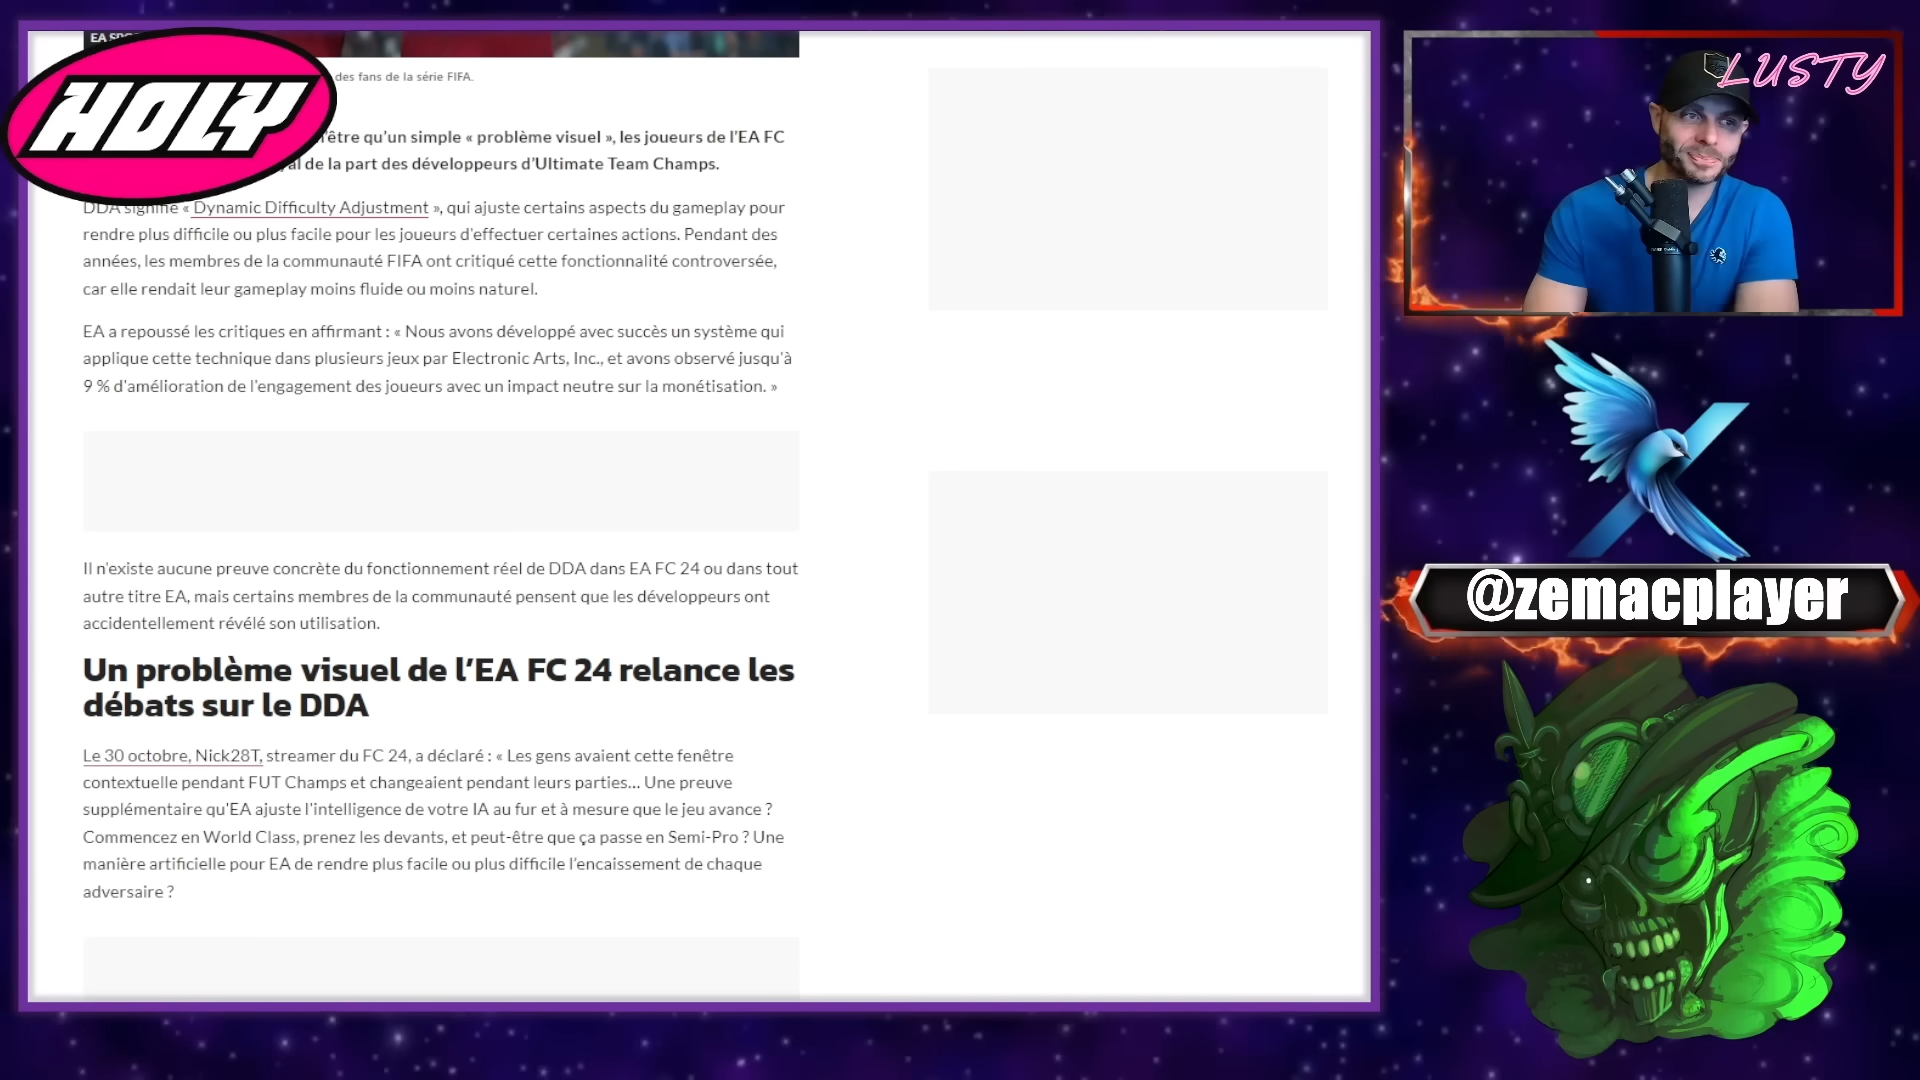 EA
HOLY
des fans de la série FIFA.
être qu'un simple « problème visuel », les joueurs de l'EA FC
de la part des développeurs d'Ultimate Team Champs.
DDA signifie « Dynamic Difficulty Adjustment », qui ajuste certains aspects du gameplay pour
rendre plus difficile ou plus facile pour les joueurs d'effectuer certaines actions. Pendant des
années, les membres de la communauté FIFA ont critiqué cette fonctionnalité controversée,
car elle rendait leur gameplay moins fluide ou moins naturel.
EA a repoussé les critiques en affirmant : « Nous avons développé avec succès un système qui
applique cette technique dans plusieurs jeux par Electronic Arts, Inc., et avons observé jusqu'à
9 % d'amélioration de l'engagement des joueurs avec un impact neutre sur la monétisation. »
Il n'existe aucune preuve concrète du fonctionnement réel de DDA dans EA FC 24 ou dans tout
autre titre EA, mais certains membres de la communauté pensent que les développeurs ont
accidentellement révélé son utilisation.
Un problème visuel de l'EA FC 24 relance les
débats sur le DDA
Le 30 octobre, Nick28T, streamer du FC 24, a déclaré : « Les gens avaient cette fenêtre
contextuelle pendant FUT Champs et changeaient pendant leurs parties… Une preuve
supplémentaire qu'EA ajuste l'intelligence de votre IA au fur et à mesure que le jeu avance ?
Commencez en World Class, prenez les devants, et peut-être que ça passe en Semi-Pro ? Une
manière artificielle pour EA de rendre plus facile ou plus difficile l'encaissement de chaque
adversaire ?
LUSTY
@zemacplayer